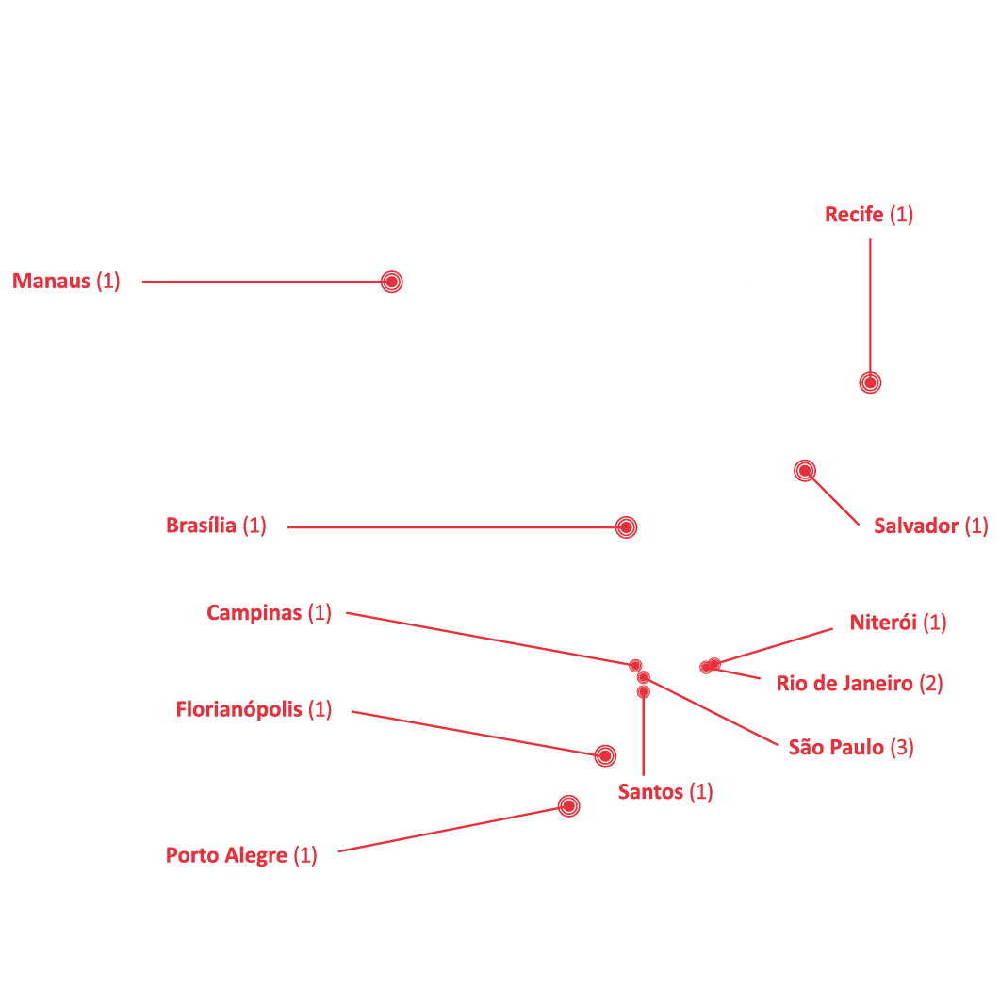 Recife (1)
Manaus (1)
Brasília (1)
Salvador (1)
Campinas (1)
Niterói (1)
Rio de Janeiro (2)
Florianópolis (1)
São Paulo (3)
Santos (1)
Porto Alegre (1)